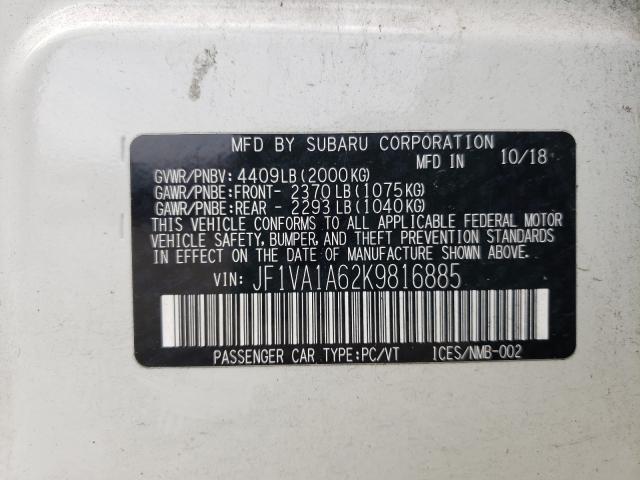 MFD BY SUBARU CORPORATION
MFD IN 10/18
GVWR/PNBV: 4409LB(2000KG)
GAWR/PNBE:FRONT- 2370LB(1075KG)
GAWR/PNBE:REAR - 2293LB(1040KG)
THIS VEHICLE CONFORMS TO ALL APPLICABLE FEDERAL MOTOR
VEHICLE SAFETY, BUMPER, AND THEFT PREVENTION STANDARDS
IN EFFECT ON THE DATE OF MANUFACTURE SHOWN ABOVE.
VIN: JF1VA1A62K9816885
PASSENGER CAR TYPE:PC/VT 1CES/NMB-002